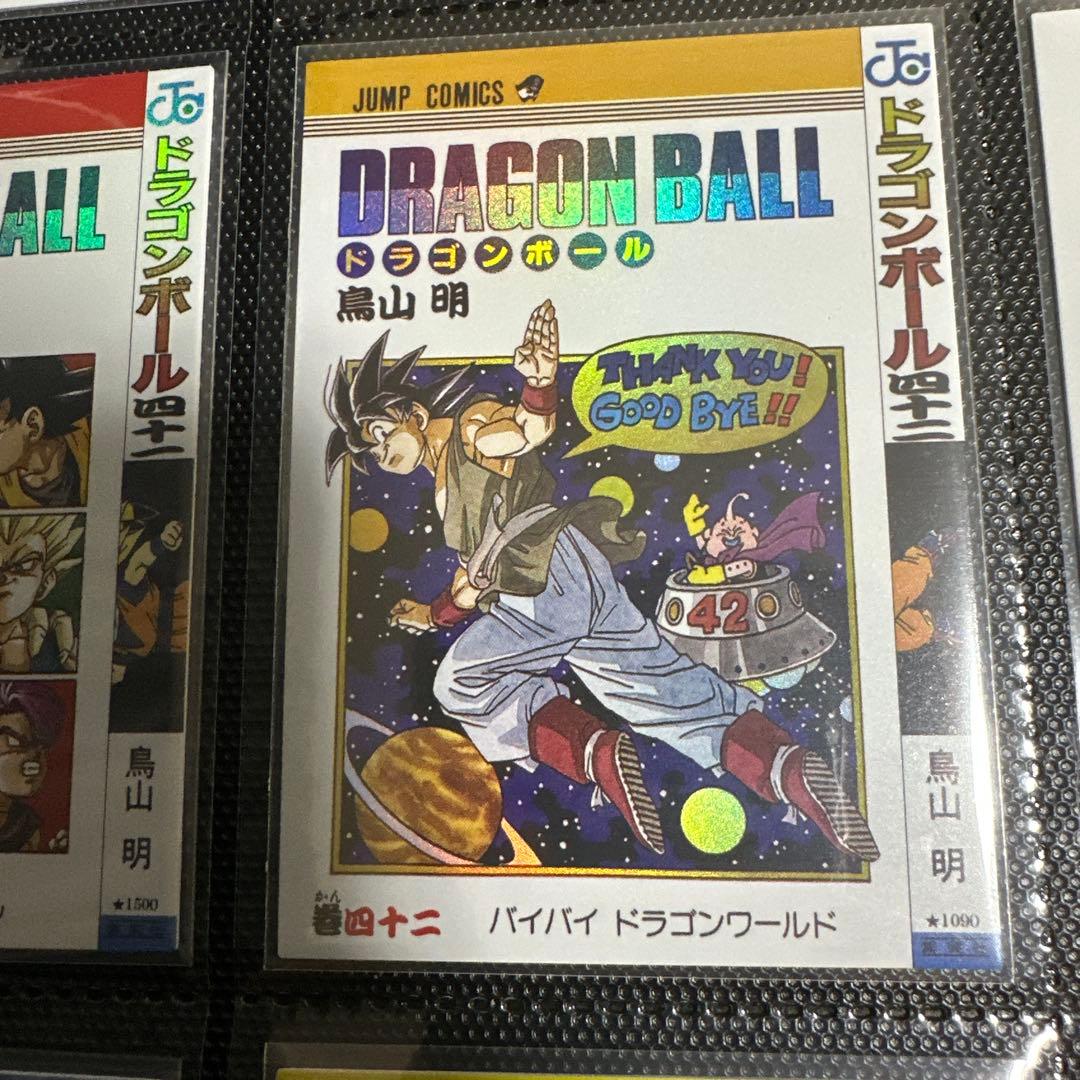 ALL
JC
ドラゴンボール 四十二
鳥山 明
★1500
JUMP COMICS
DRAGON BALL
ドラゴンボール
鳥山 明
THANK YOU!
GOOD BYE!!
42
かん
巻四十二
バイバイ ドラゴンワールド
JC
ドラゴンボール 四十二
鳥山 明
★1090